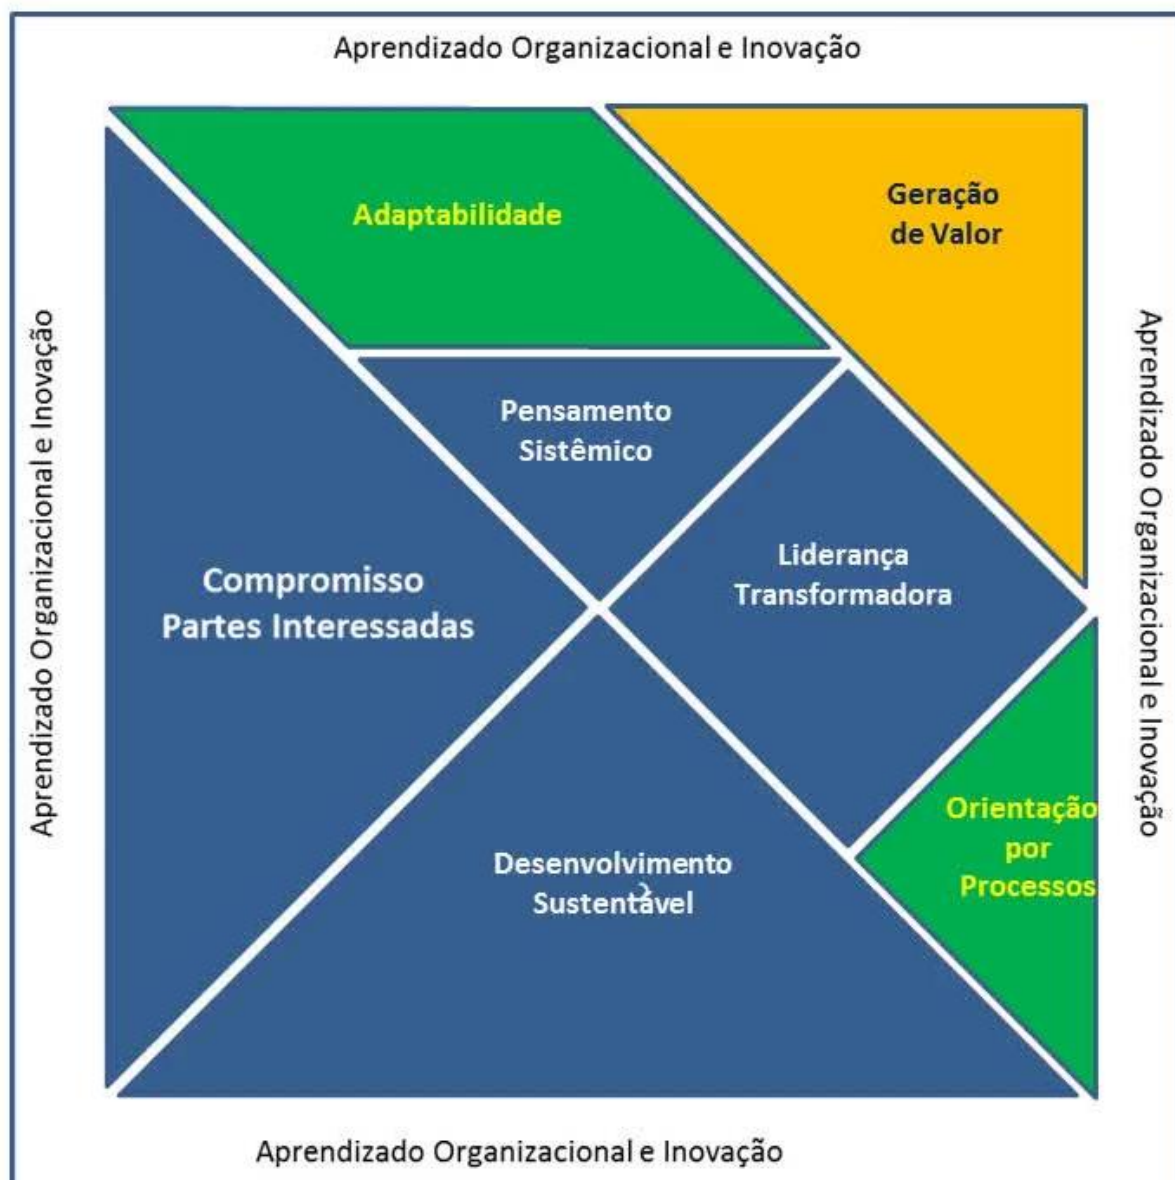 Aprendizado Organizacional e Inovação
Adaptabilidade
Geração
de Valor
Aprendizado Organizacional e Inovação
Pensamento
Sistêmico
Compromisso
Partes Interessadas
Liderança
Transformadora
Aprendizado Organizacional e Inovação
Desenvolvimento
Sustentável
Orientação
por
Processos
Aprendizado Organizacional e Inovação